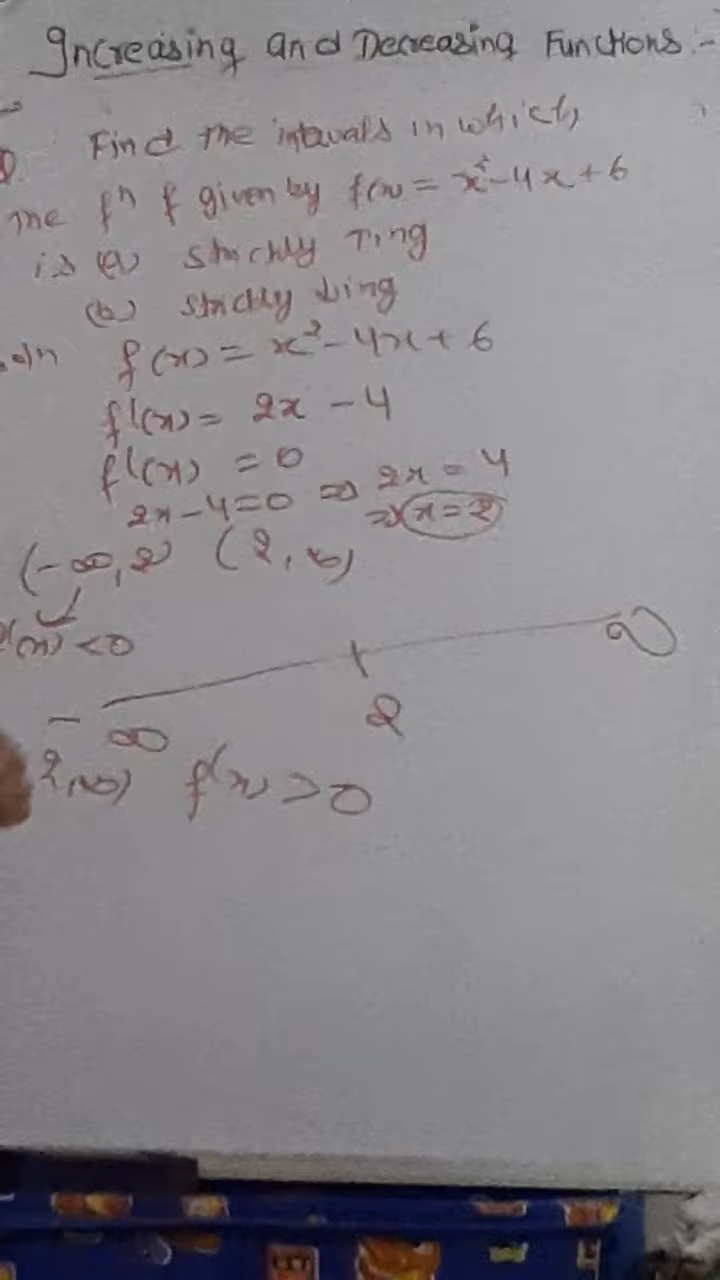 Increasing and Decreasing Functions :-
Find the intervals in which,
the fⁿ f given by f(x) = x²-4x+6
is (a) strictly ↑ing
(b) strictly ↓ing
soln f(x) = x²-4x+6
f'(x) = 2x - 4
f'(x) = 0
2x-4=0 ⇒ 2x = 4
⇒ x=2
(-∞, 2) (2, ∞)
f'(x) <0
-∞ 2 ∞
2, ∞) f'(x) > 0